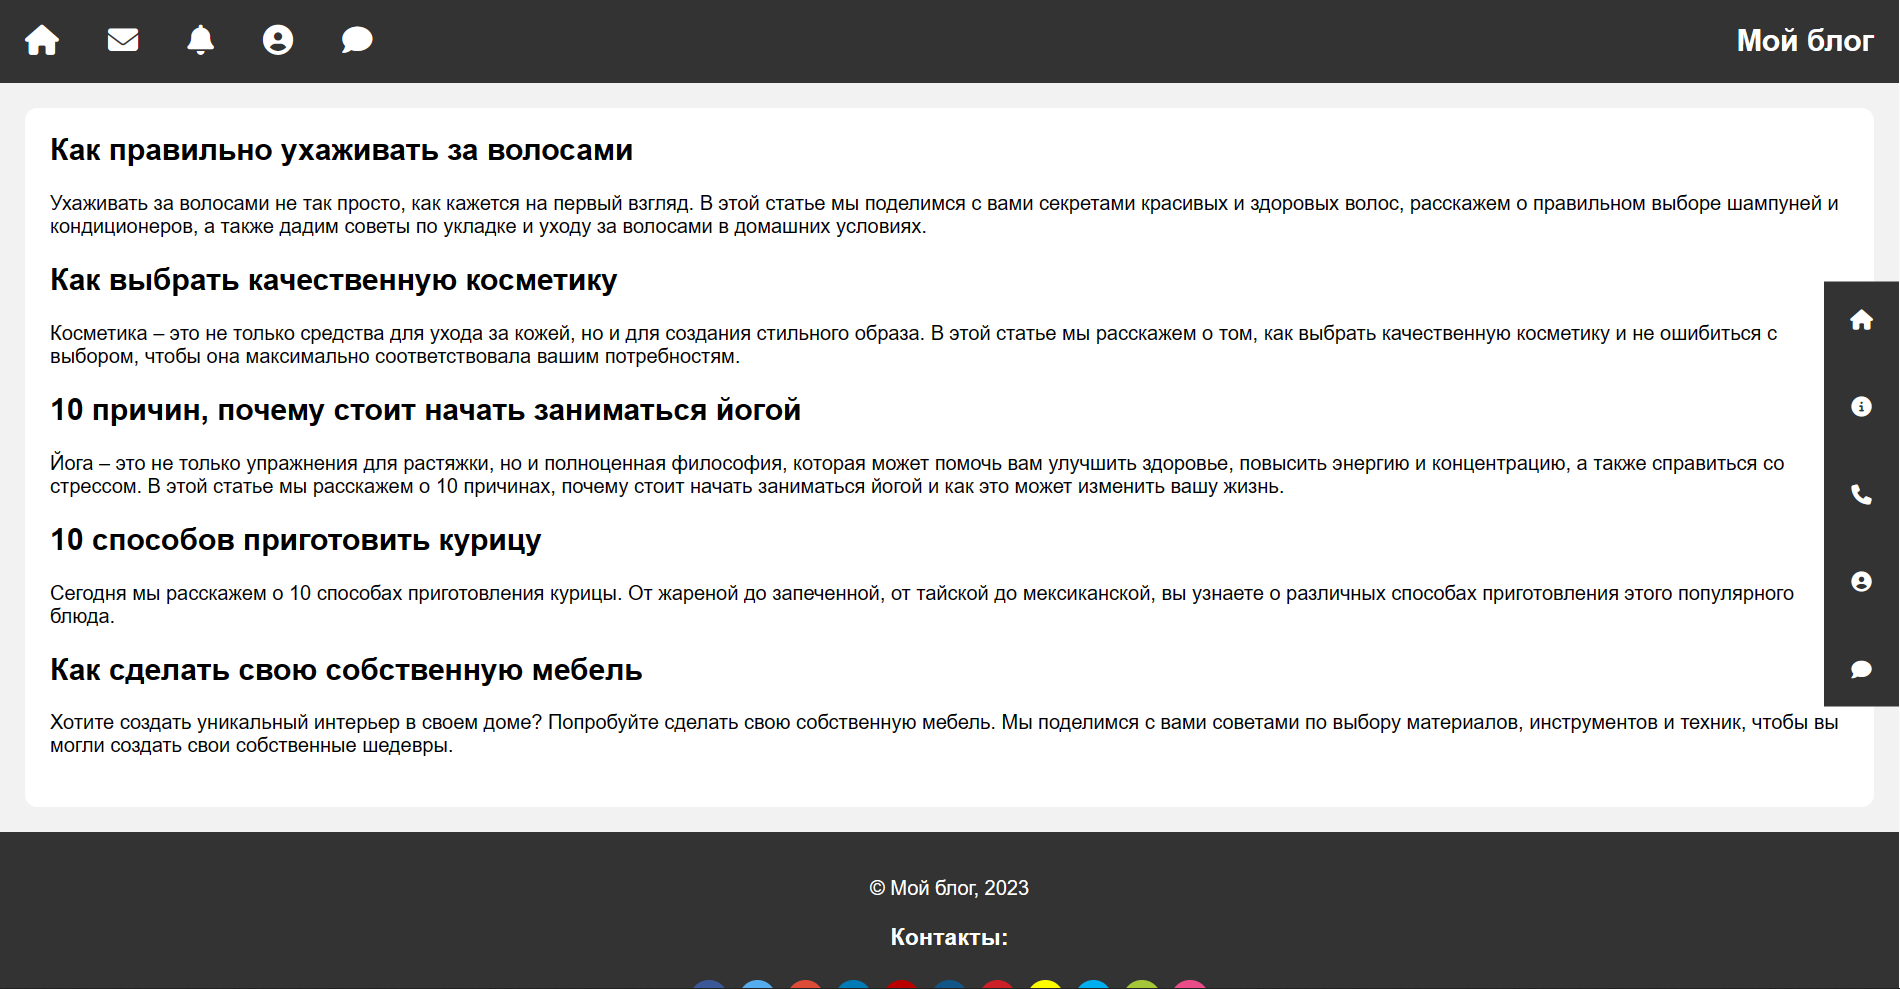 Мой блог
Как правильно ухаживать за волосами
Ухаживать за волосами не так просто, как кажется на первый взгляд. В этой статье мы поделимся с вами секретами красивых и здоровых волос, расскажем о правильном выборе шампуней и
кондиционеров, а также дадим советы по укладке и уходу за волосами в домашних условиях.
Как выбрать качественную косметику
Косметика – это не только средства для ухода за кожей, но и для создания стильного образа. В этой статье мы расскажем о том, как выбрать качественную косметику и не ошибиться с
выбором, чтобы она максимально соответствовала вашим потребностям.
10 причин, почему стоит начать заниматься йогой
Йога – это не только упражнения для растяжки, но и полноценная философия, которая может помочь вам улучшить здоровье, повысить энергию и концентрацию, а также справиться со
стрессом. В этой статье мы расскажем о 10 причинах, почему стоит начать заниматься йогой и как это может изменить вашу жизнь.
10 способов приготовить курицу
Сегодня мы расскажем о 10 способах приготовления курицы. От жареной до запеченной, от тайской до мексиканской, вы узнаете о различных способах приготовления этого популярного
блюда.
Как сделать свою собственную мебель
Хотите создать уникальный интерьер в своем доме? Попробуйте сделать свою собственную мебель. Мы поделимся с вами советами по выбору материалов, инструментов и техник, чтобы вы
могли создать свои собственные шедевры.
© Мой блог, 2023
Контакты: